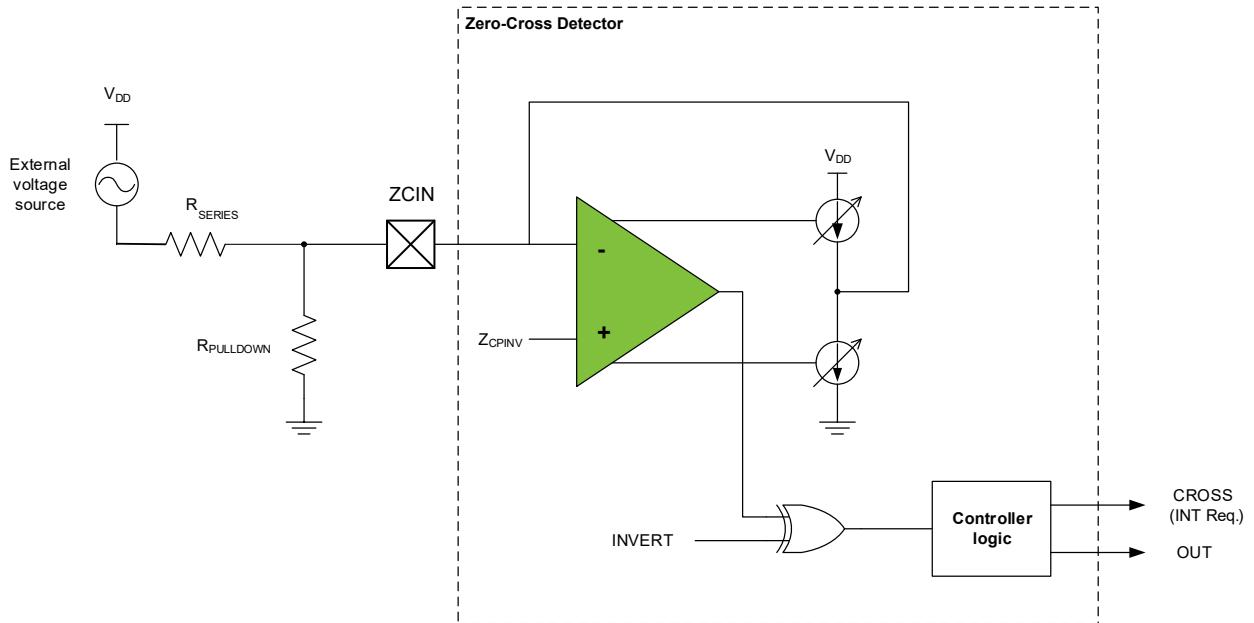 Zero-Cross Detector
V_DD
External
voltage
source
R_SERIES
ZCIN
V_DD
-
+
Z_CPINV
R_PULLDOWN
INVERT
Controller
logic
CROSS
(INT Req.)
OUT